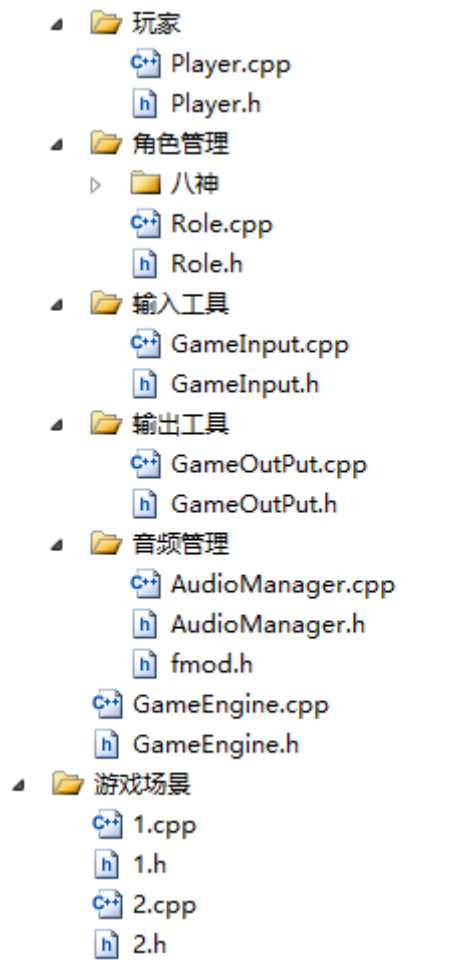 玩家
Player.cpp
Player.h
角色管理
八神
Role.cpp
Role.h
输入工具
GameInput.cpp
GameInput.h
输出工具
GameOutPut.cpp
GameOutPut.h
音频管理
AudioManager.cpp
AudioManager.h
fmod.h
GameEngine.cpp
GameEngine.h
游戏场景
1.cpp
1.h
2.cpp
2.h